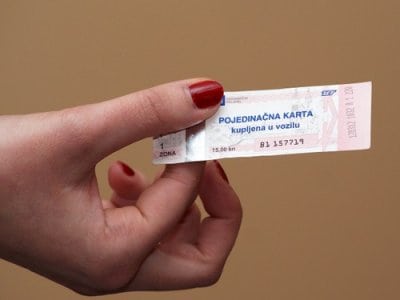 POJEDINAČNA KARTA
kupljena u vozilu
1
ZONA
15,00 kn
B1 157719